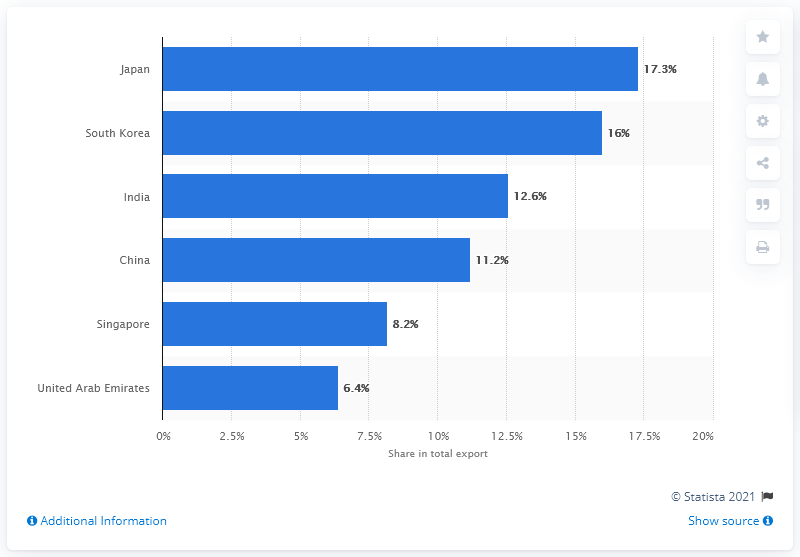 Japan 17.3%
South Korea 16%
India 12.6%
China 11.2%
Singapore 8.2%
United Arab Emirates 6.4%
0% 2.5% 5% 7.5% 10% 12.5% 15% 17.5% 20%
Share in total export
© Statista 2021
Additional Information Show source